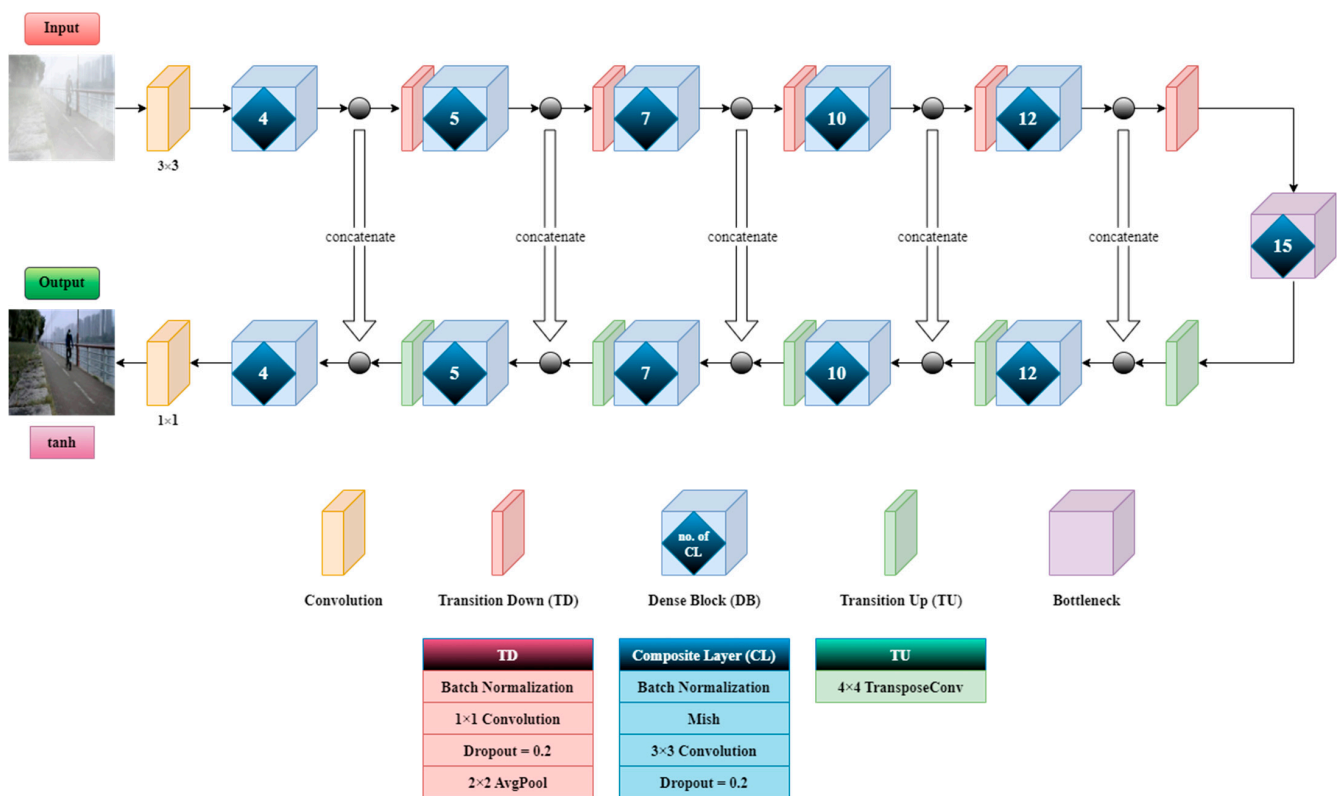 Input
4
5
7
10
12
3×3
concatenate
concatenate
concatenate
concatenate
concatenate
15
Output
4
5
7
10
12
1×1
tanh
no. of
CL
Convolution
Transition Down (TD)
Dense Block (DB)
Transition Up (TU)
Bottleneck
TD
Batch Normalization
1×1 Convolution
Dropout = 0.2
2×2 AvgPool
Composite Layer (CL)
Batch Normalization
Mish
3×3 Convolution
Dropout = 0.2
TU
4×4 TransposeConv